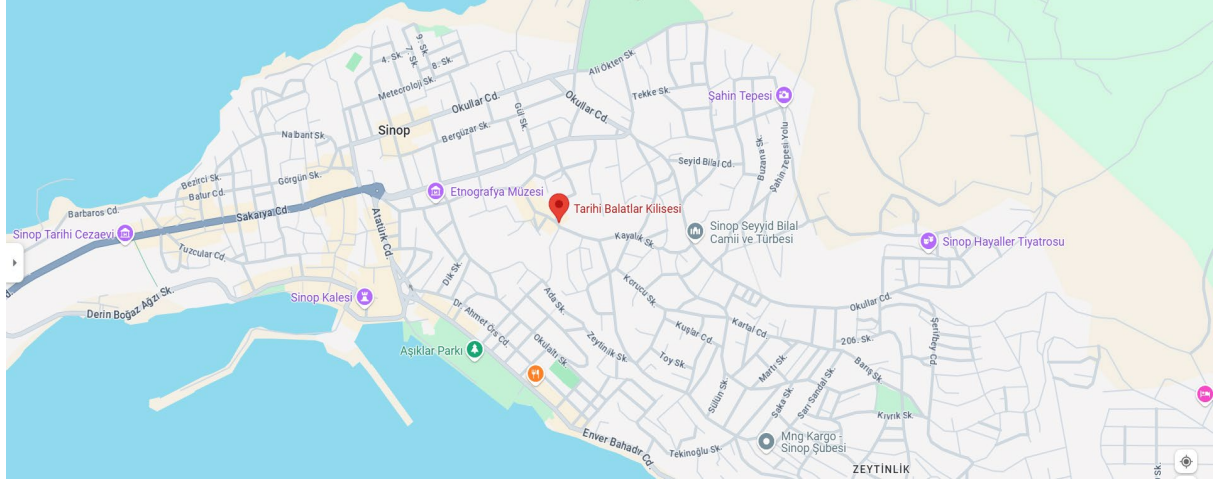 9. Sk.
7. Sk.
4. Sk.
8. Sk.
Ali Ökten Sk.
Meteoroloji Sk.
Tekke Sk.
Şahin Tepesi
Okullar Cd.
Okullar Cd.
Gül Sk.
Sinop
Nalbant Sk.
Bergüzar Sk.
Seyid Bilal Cd.
Buzana Sk.
Şahin Tepesi Yolu
Bezirci Sk.
Görgün Sk.
Balur Cd.
Etnografya Müzesi
Barbaros Cd.
Sakarya Cd.
Tarihi Balatlar Kilisesi
Atatürk Cd.
Sinop Tarihi Cezaevi
Kayalık Sk.
Sinop Seyyid Bilal
Camii ve Türbesi
Sinop Hayaller Tiyatrosu
Tuzcular Cd.
Dik Sk.
Derin Boğaz Ağzı Sk.
Sinop Kalesi
Korucu Sk.
Ada Sk.
Okullar Cd.
Dr. Ahmet Örs Cd.
Kuşlar Cd.
Kartal Cd.
Şerifbey Cd
206. Sk.
Aşıklar Parkı
Okulaltı Sk.
Zeytinlik Sk.
Toy Sk.
Martı Sk.
Barış Sk.
Sülün Sk.
Saka Sk.
Sarı Sandal Sk.
Kıvrık Sk.
Enver Bahadır Cd.
Tekinoğlu Sk.
Mng Kargo -
Sinop Şubesi
ZEYTİNLİK
Sk.